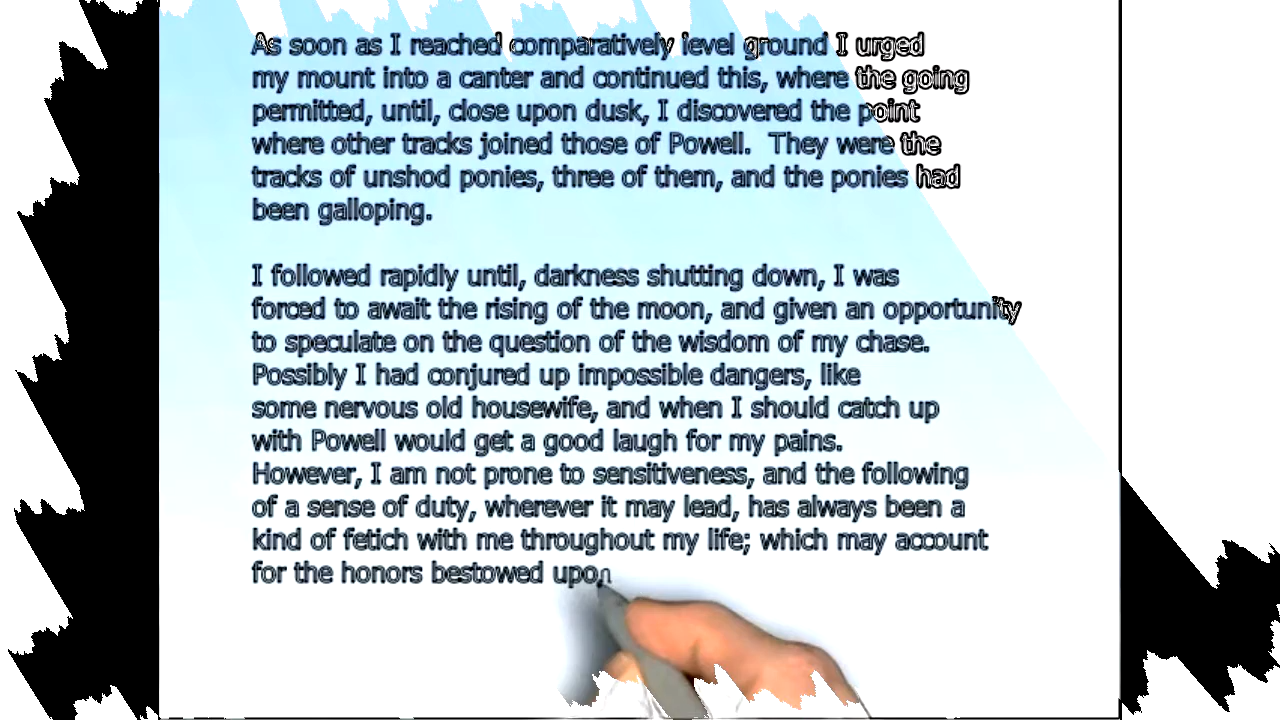 As soon as I reached comparatively level ground I urged
my mount into a canter and continued this, where the going
permitted, until, close upon dusk, I discovered the point
where other tracks joined those of Powell.  They were the
tracks of unshod ponies, three of them, and the ponies had
been galloping.

I followed rapidly until, darkness shutting down, I was
forced to await the rising of the moon, and given an opportunity
to speculate on the question of the wisdom of my chase.
Possibly I had conjured up impossible dangers, like
some nervous old housewife, and when I should catch up
with Powell would get a good laugh for my pains.
However, I am not prone to sensitiveness, and the following
of a sense of duty, wherever it may lead, has always been a
kind of fetich with me throughout my life; which may account
for the honors bestowed upon